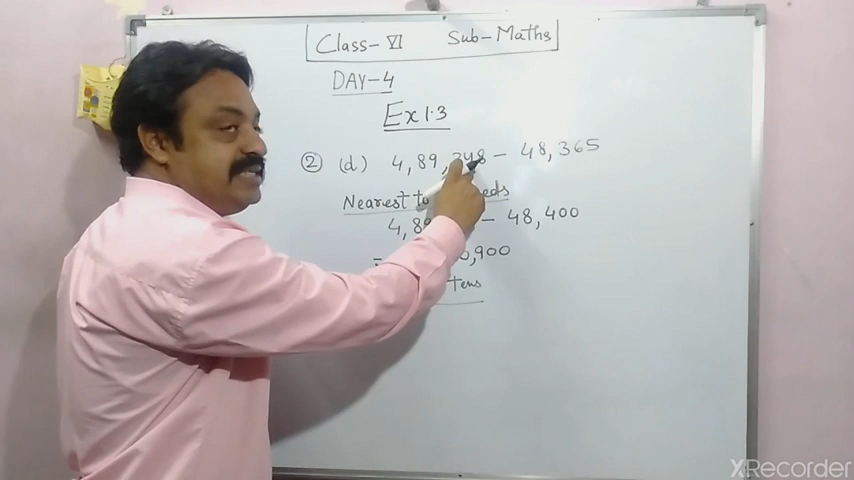 Class-VI Sub-Maths
DAY-4
Ex 1.3
② (d) 4,89,348 - 48,365
Nearest to
4,89 - 48,400
= 0,900
tens
XRecorder